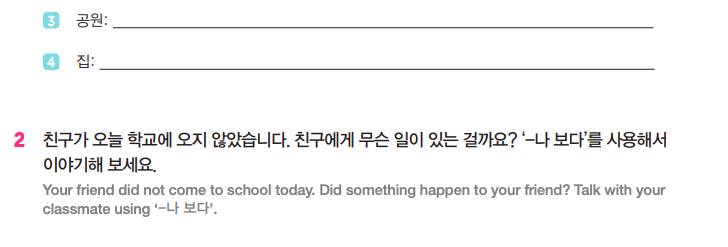 3 공원:
4 집:
2 친구가 오늘 학교에 오지 않았습니다. 친구에게 무슨 일이 있는 걸까요? ‘–나 보다’를 사용해서
이야기해 보세요.
Your friend did not come to school today. Did something happen to your friend? Talk with your
classmate using ‘–나 보다’.